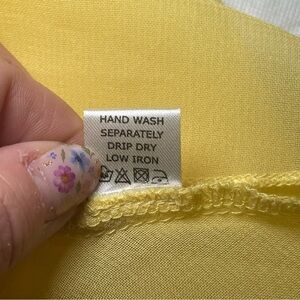 HAND WASH
SEPARATELY
DRIP DRY
LOW IRON